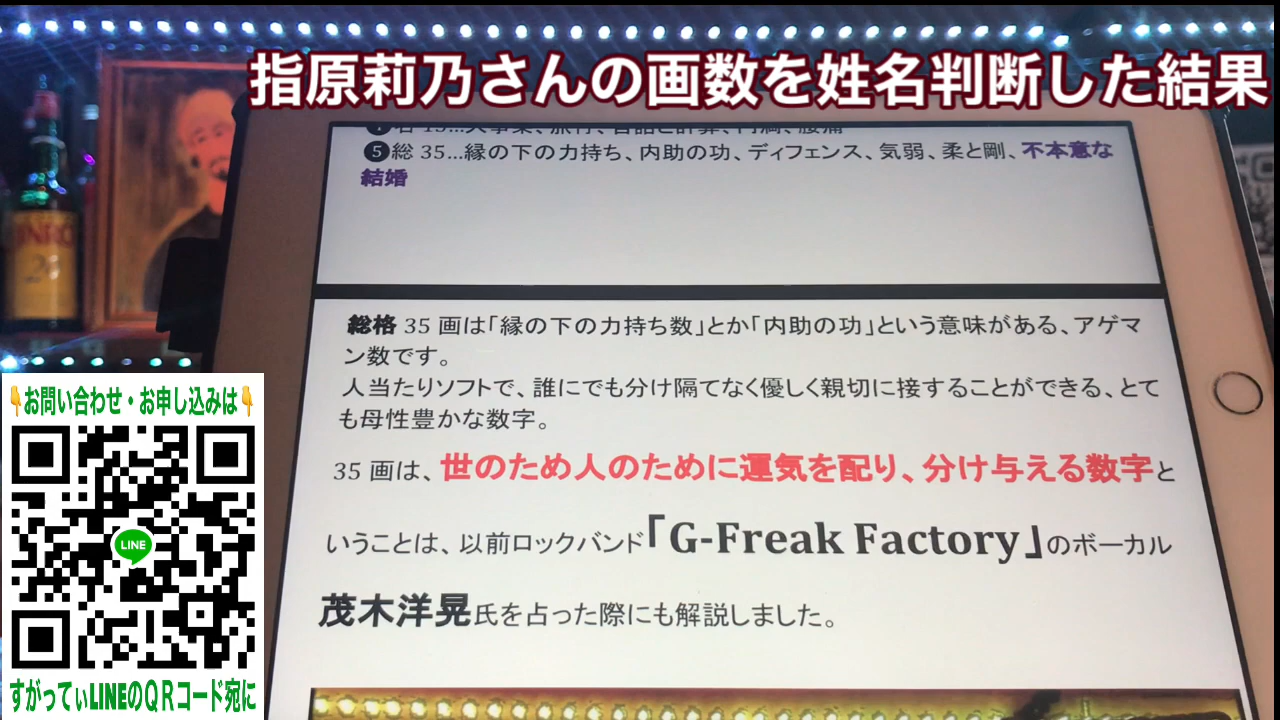 指原莉乃さんの画数を姓名判断した結果
❺総 35…縁の下の力持ち、内助の功、ディフェンス、気弱、柔と剛、不本意な
結婚
総格 35 画は「縁の下の力持ち数」とか「内助の功」という意味がある、アゲマ
ン数です。
人当たりソフトで、誰にでも分け隔てなく優しく親切に接することができる、とて
も母性豊かな数字。
35 画は、世のため人のために運気を配り、分け与える数字と
いうことは、以前ロックバンド「G-Freak Factory」のボーカル
茂木洋晃氏を占った際にも解説しました。
👇お問い合わせ・お申し込みは👇
LINE
すがってぃLINEのQRコード宛に